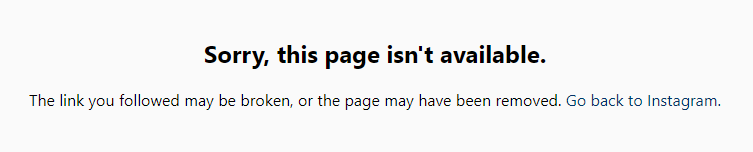 Sorry, this page isn't available.
The link you followed may be broken, or the page may have been removed. Go back to Instagram.